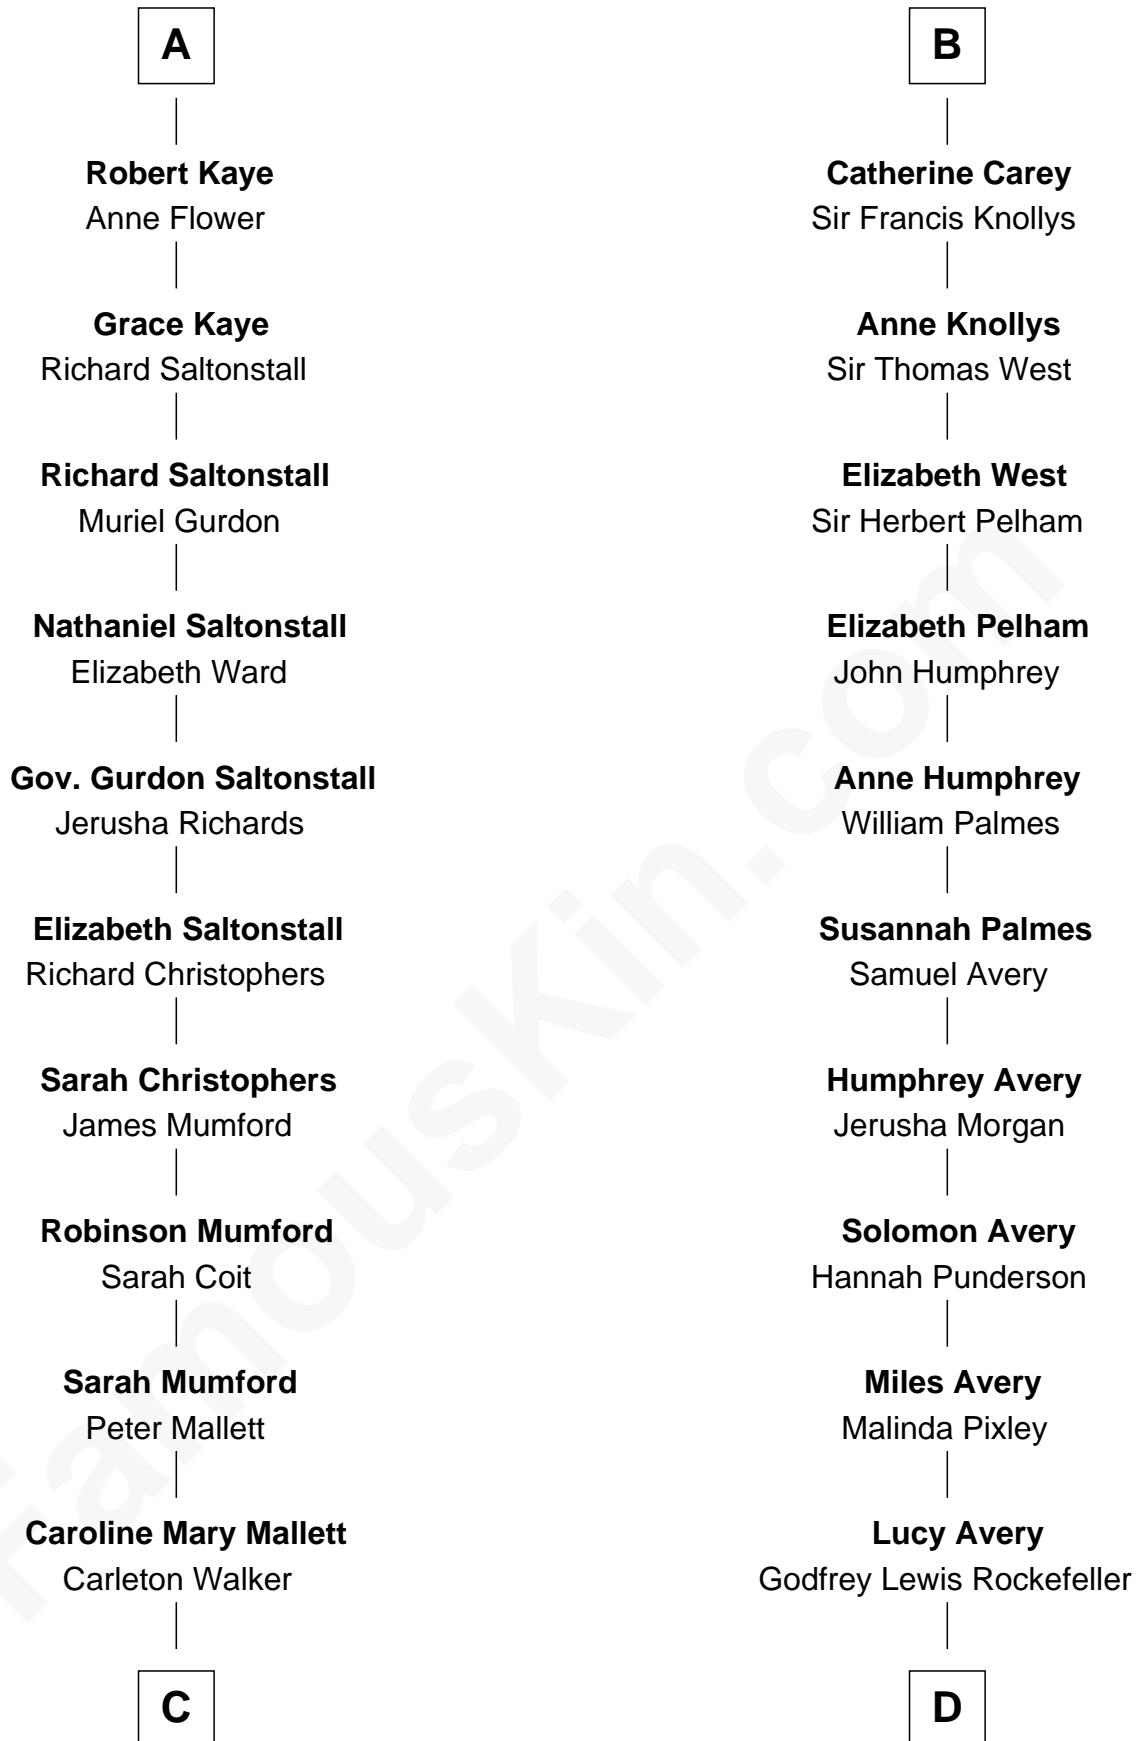 A
Robert Kaye
Anne Flower
Grace Kaye
Richard Saltonstall
Richard Saltonstall
Muriel Gurdon
Nathaniel Saltonstall
Elizabeth Ward
Gov. Gurdon Saltonstall
Jerusha Richards
Elizabeth Saltonstall
Richard Christophers
Sarah Christophers
James Mumford
Robinson Mumford
Sarah Coit
Sarah Mumford
Peter Mallett
Caroline Mary Mallett
Carleton Walker
C
B
Catherine Carey
Sir Francis Knollys
Anne Knollys
Sir Thomas West
Elizabeth West
Sir Herbert Pelham
Elizabeth Pelham
John Humphrey
Anne Humphrey
William Palmes
Susannah Palmes
Samuel Avery
Humphrey Avery
Jerusha Morgan
Solomon Avery
Hannah Punderson
Miles Avery
Malinda Pixley
Lucy Avery
Godfrey Lewis Rockefeller
D
FamousKin.com